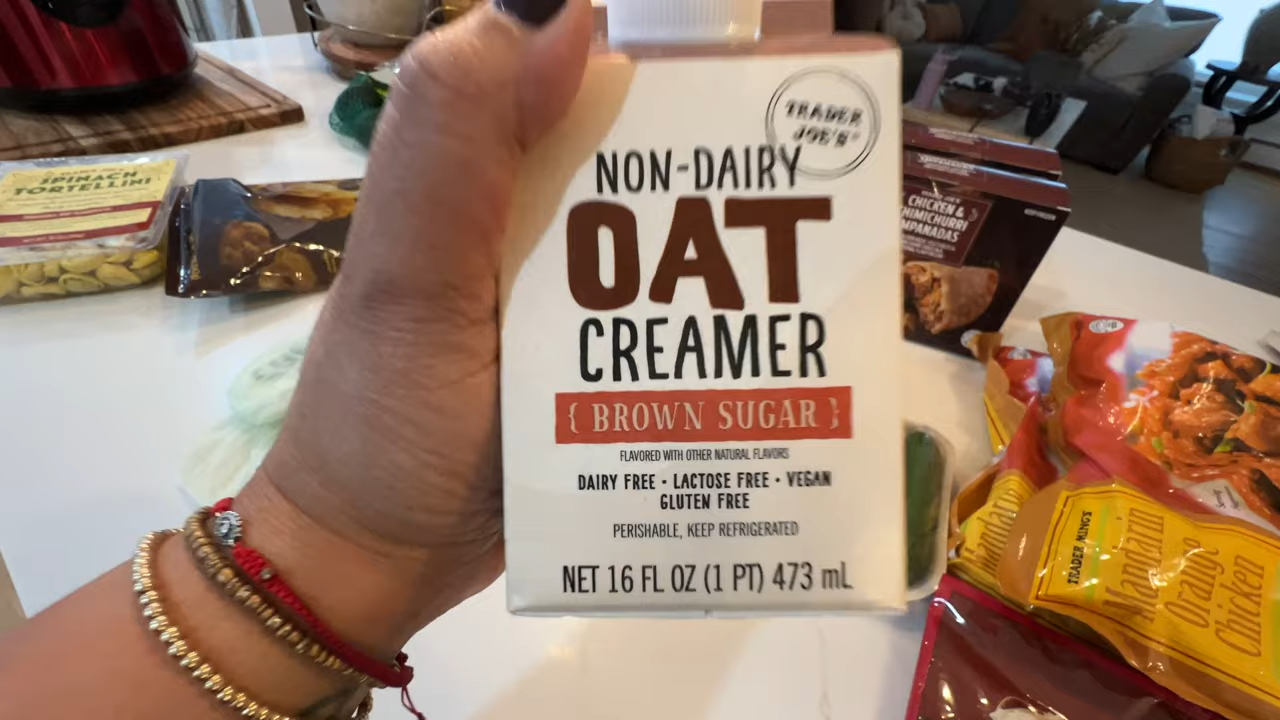 TRADER
JOE'S
NON-DAIRY
OAT
CREAMER
{ BROWN SUGAR }
FLAVORED WITH OTHER NATURAL FLAVORS
DAIRY FREE • LACTOSE FREE • VEGAN
GLUTEN FREE
PERISHABLE, KEEP REFRIGERATED
NET 16 FL OZ (1 PT) 473 mL
SPINACH
TORTELLINI
CHICKEN &
CHIMICHURRI
EMPANADAS
TRADER MING'S
Mandarin
Orange
Chicken
Mandarin